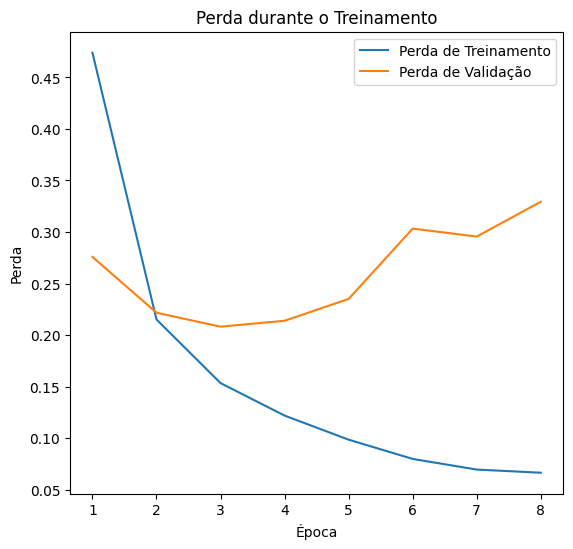 Perda durante o Treinamento
Perda de Treinamento
Perda de Validação
0.45
0.40
0.35
0.30
0.25
0.20
0.15
0.10
0.05
Perda
1 2 3 4 5 6 7 8
Época